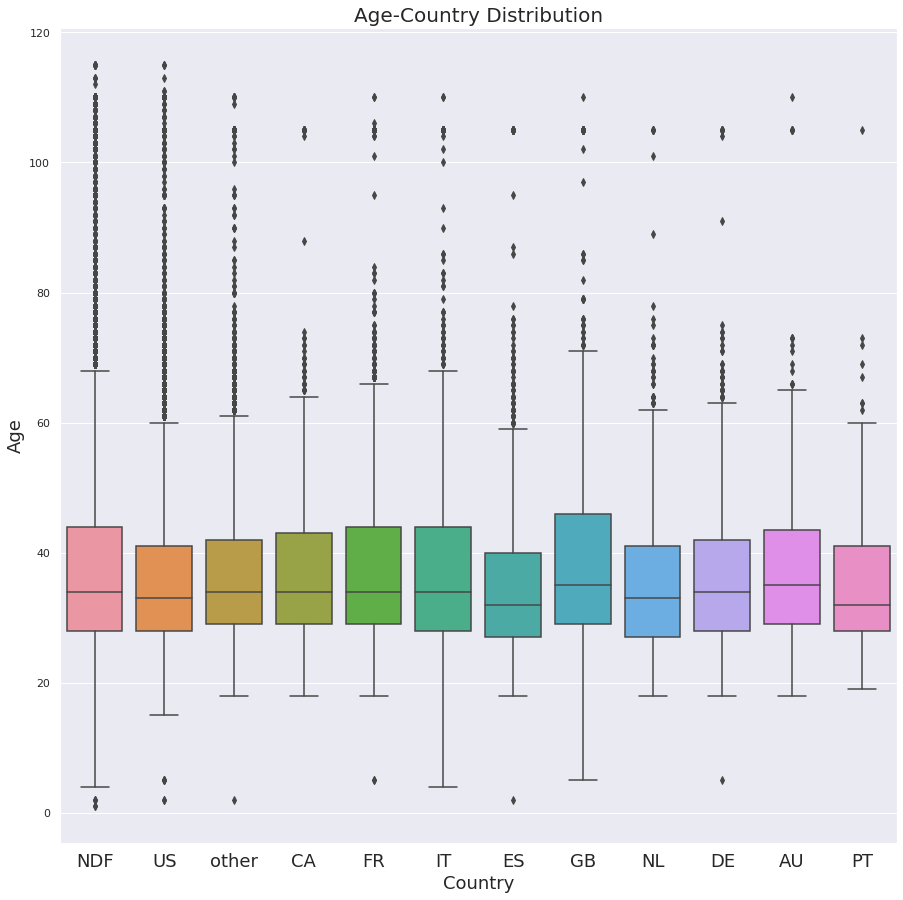 Age-Country Distribution
120
100
80
60
40
20
0
Age
NDF US other CA FR IT ES GB NL DE AU PT
Country